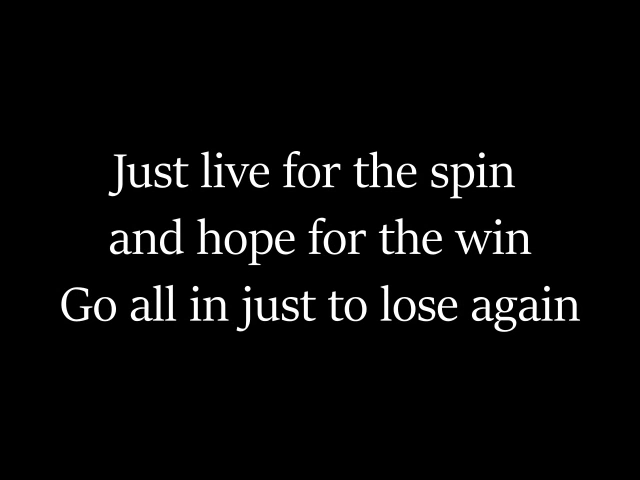 Just live for the spin
and hope for the win
Go all in just to lose again